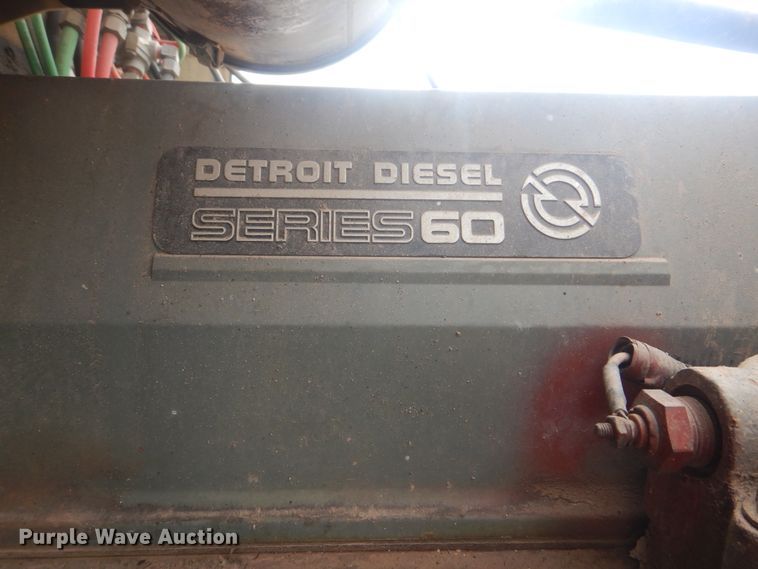 DETROIT DIESEL
SERIES 60
Purple Wave Auction